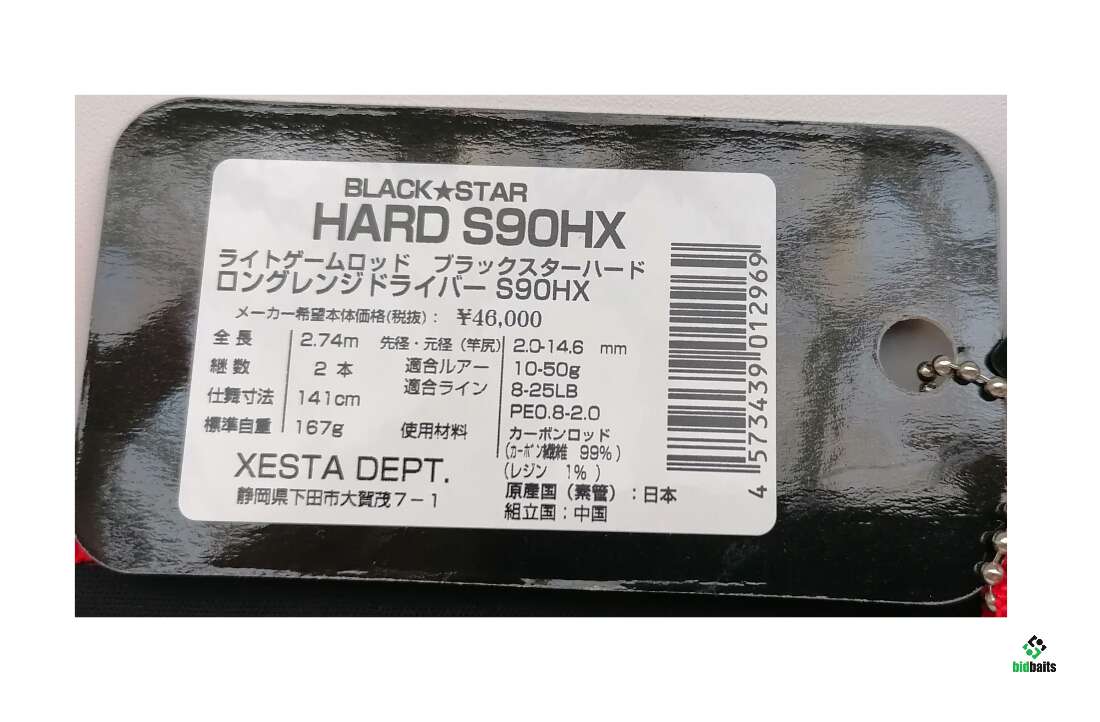 BLACK★STAR
HARD S90HX
ライトゲームロッド ブラックスターハード
ロングレンジドライバー S90HX
メーカー希望本体価格(税抜): ¥46,000
全長 2.74m
継数 2本
仕舞寸法 141cm
標準自重 167g
先径・元径(竿尻) 2.0-14.6 mm
適合ルアー 10-50g
適合ライン 8-25LB
PE0.8-2.0
使用材料 カーボンロッド
(カーボン繊維 99%)
(レジン 1%)
原産国(素管):日本
組立国:中国
XESTA DEPT.
静岡県下田市大賀茂7-1
4 573439 012969
bidbaits